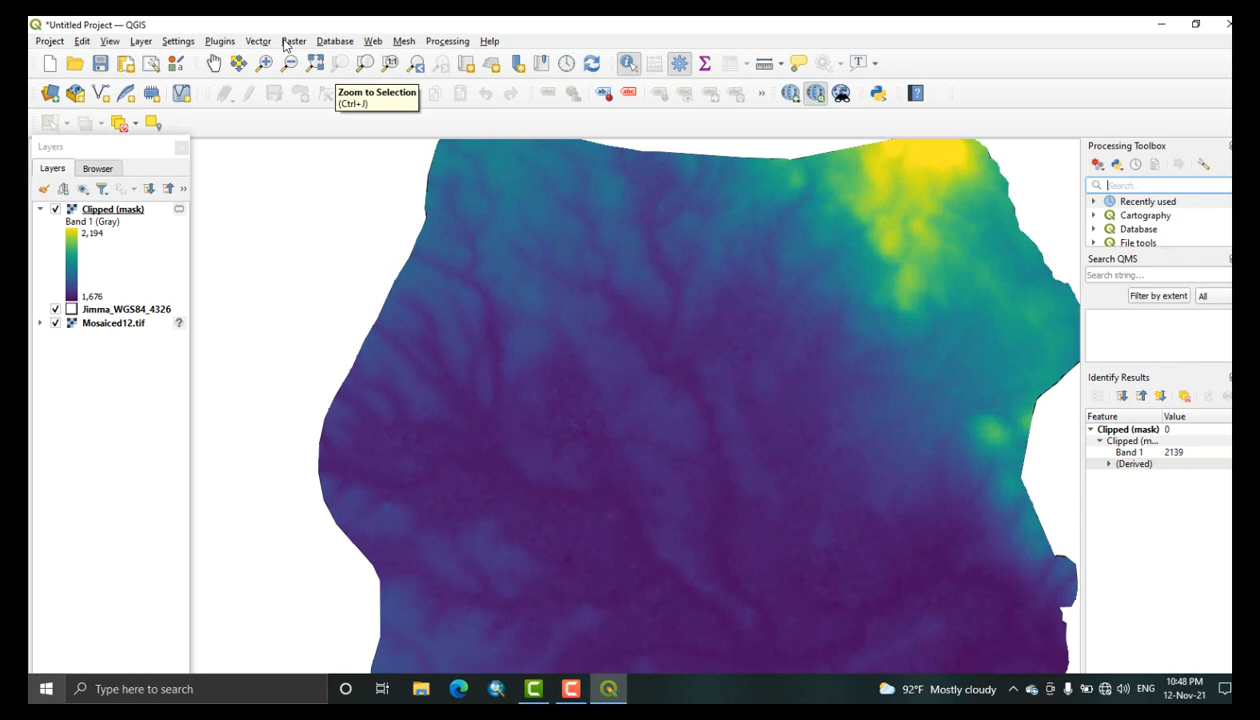 *Untitled Project — QGIS
Project Edit View Layer Settings Plugins Vector Raster Database Web Mesh Processing Help
Zoom to Selection
(Ctrl+J)
Layers
Layers Browser
Clipped (mask)
Band 1 (Gray)
2,194
1,676
Jimma_WGS84_4326
Mosaiced12.tif
Processing Toolbox
Search...
Recently used
Cartography
Database
File tools
Search QMS
Search string...
Filter by extent All
Identify Results
Feature Value
Clipped (mask) 0
Clipped (m...
Band 1 2139
(Derived)
Type here to search
92°F Mostly cloudy
ENG
10:48 PM
12-Nov-21